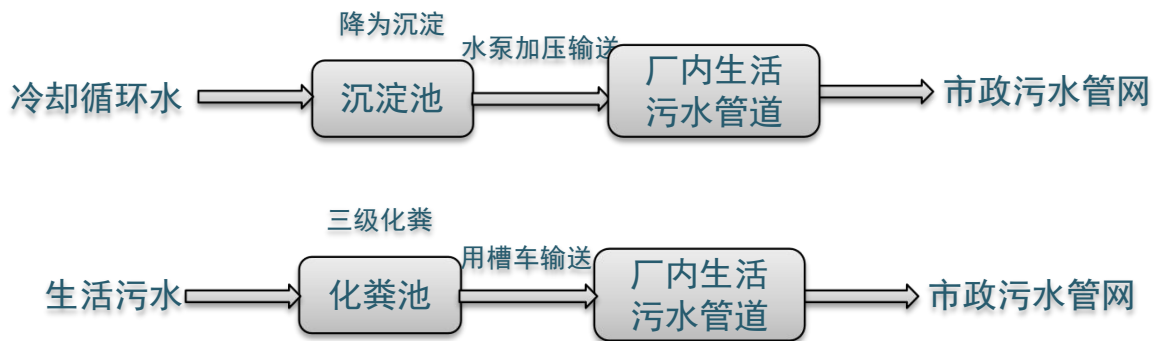 降为沉淀
水泵加压输送
冷却循环水
沉淀池
厂内生活
污水管道
市政污水管网
三级化粪
用槽车输送
生活污水
化粪池
厂内生活
污水管道
市政污水管网